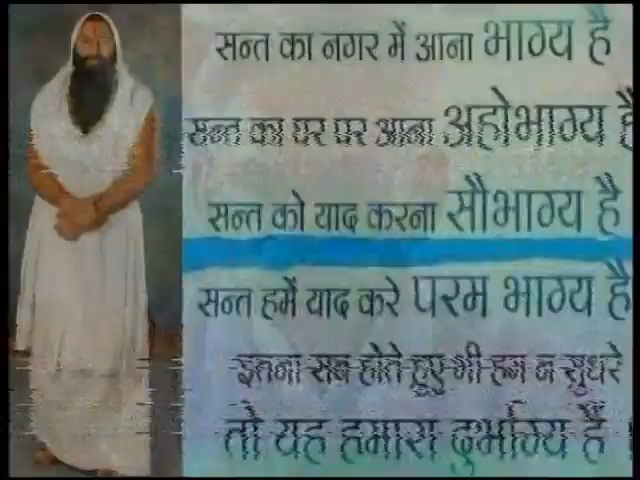 सन्त का नगर में आना भाग्य है
सन्त का घर पर आना अहोभाग्य है
सन्त को याद करना सौभाग्य है
सन्त हमें याद करे परम भाग्य है
इतना सब होते हुए भी हम न सुधरे
तो यह हमारा दुर्भाग्य है ।